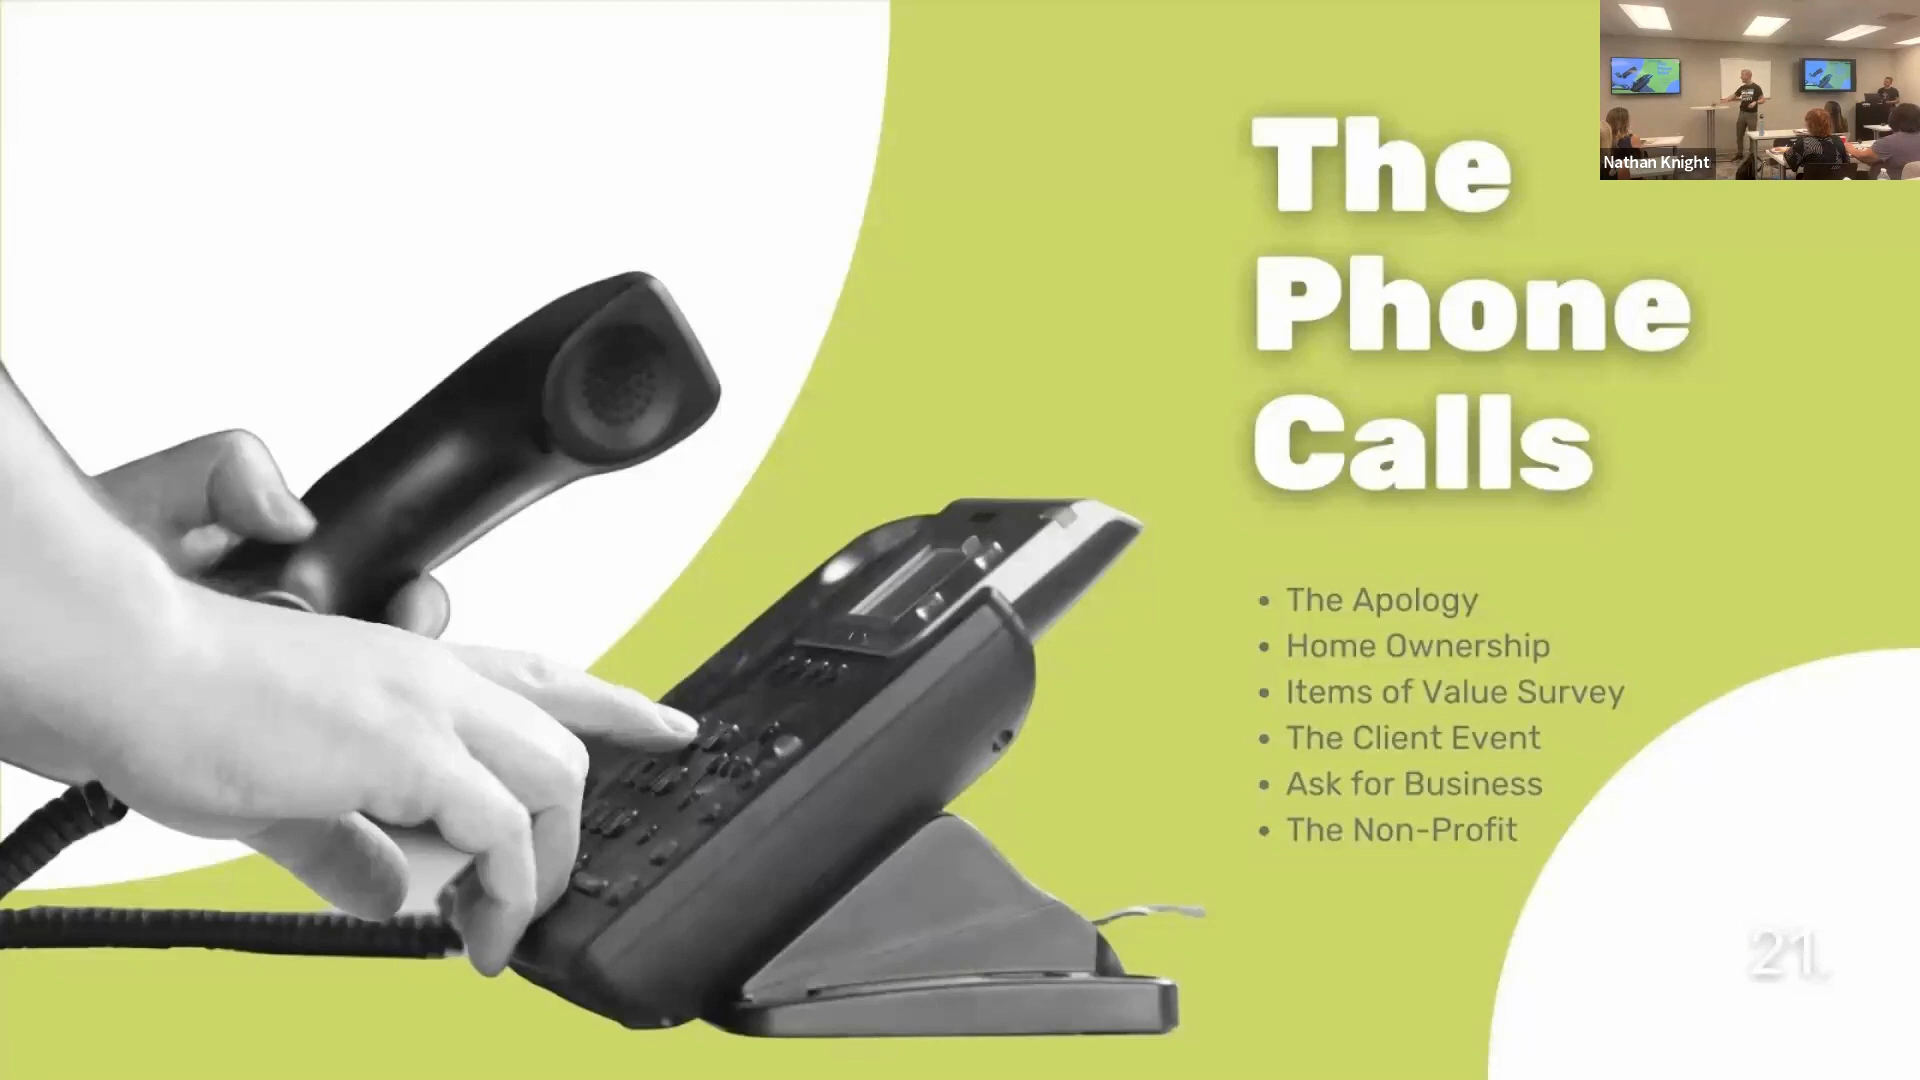 The
Phone
Calls
Nathan Knight
• The Apology
• Home Ownership
• Items of Value Survey
• The Client Event
• Ask for Business
• The Non-Profit
21.